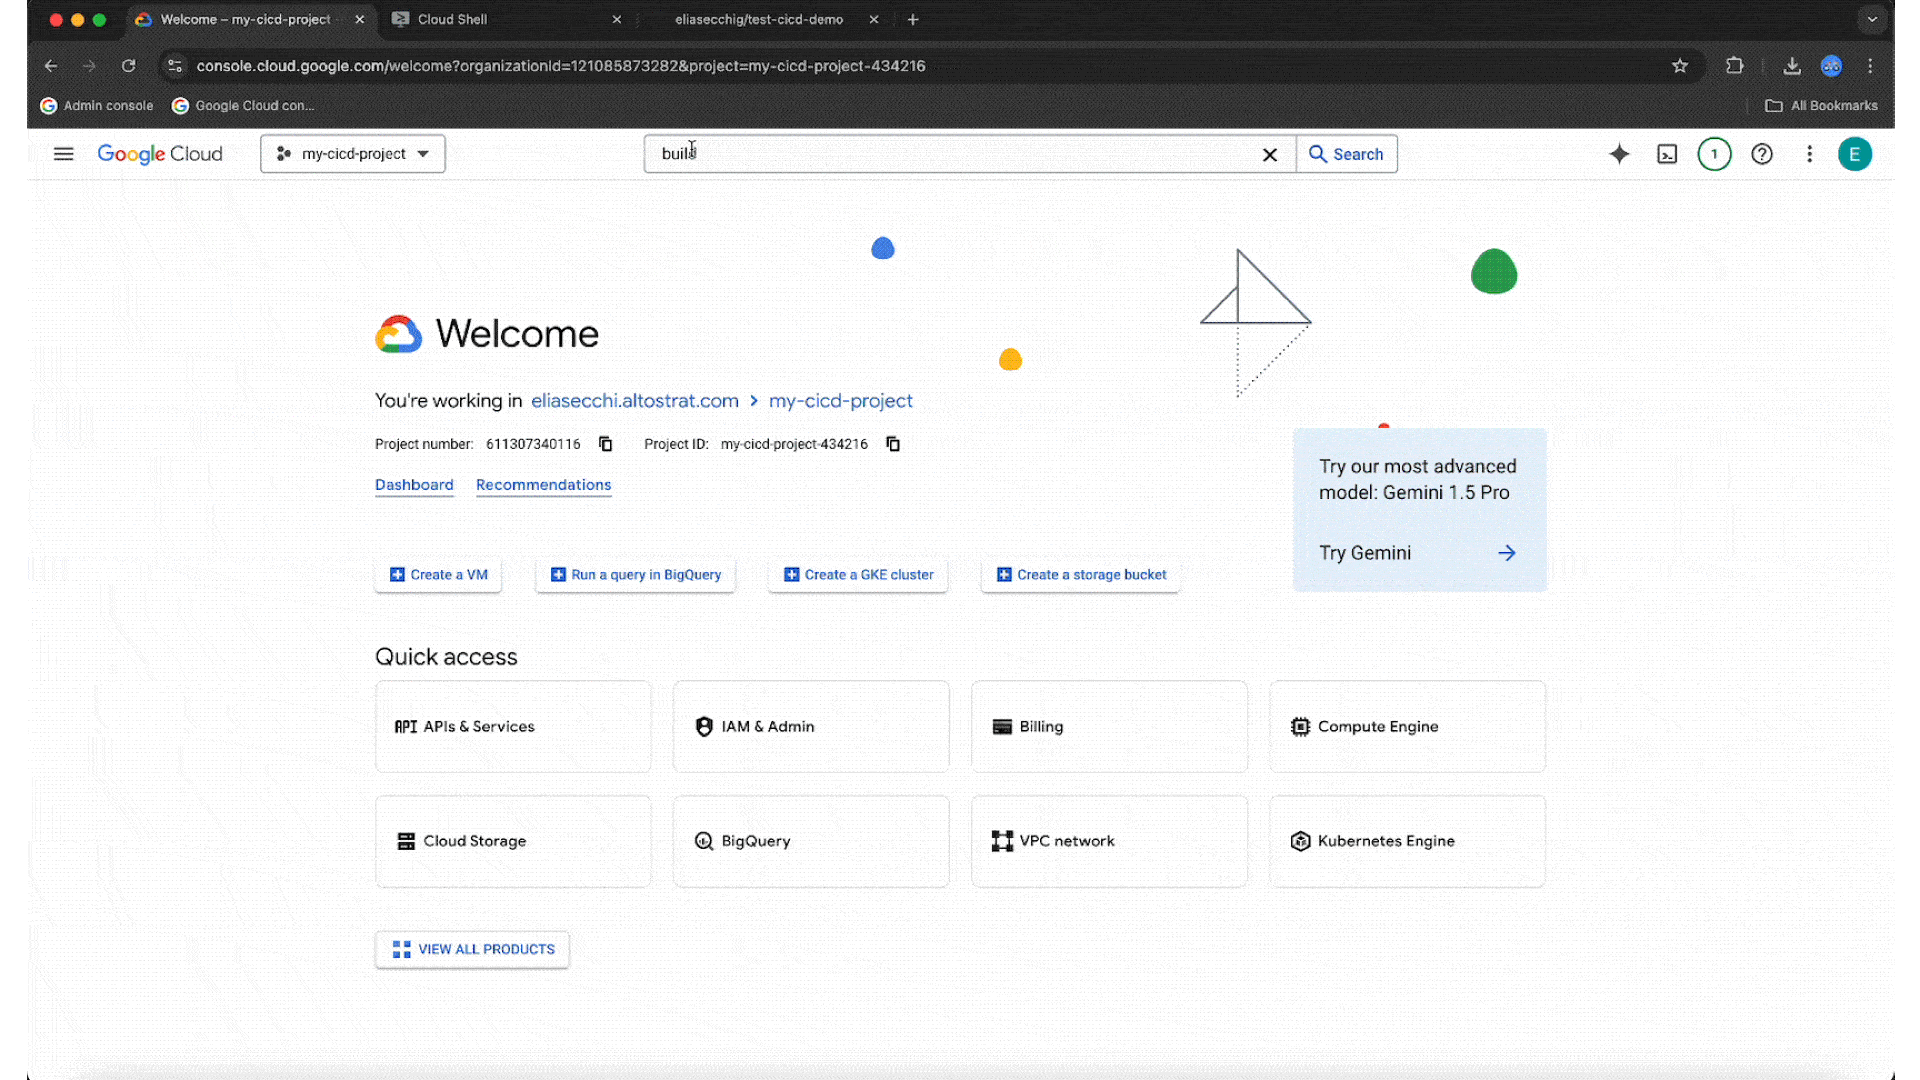 Welcome – my-cicd-project
Cloud Shell
eliasecchig/test-cicd-demo
console.cloud.google.com/welcome?organizationId=121085873282&project=my-cicd-project-434216
Admin console
Google Cloud con...
All Bookmarks
Google Cloud
my-cicd-project
build
Search
1
E
Welcome
You're working in eliasecchi.altostrat.com > my-cicd-project
Project number: 611307340116 Project ID: my-cicd-project-434216
Dashboard Recommendations
Try our most advanced
model: Gemini 1.5 Pro
Try Gemini
Create a VM
Run a query in BigQuery
Create a GKE cluster
Create a storage bucket
Quick access
API APIs & Services
IAM & Admin
Billing
Compute Engine
Cloud Storage
BigQuery
VPC network
Kubernetes Engine
VIEW ALL PRODUCTS